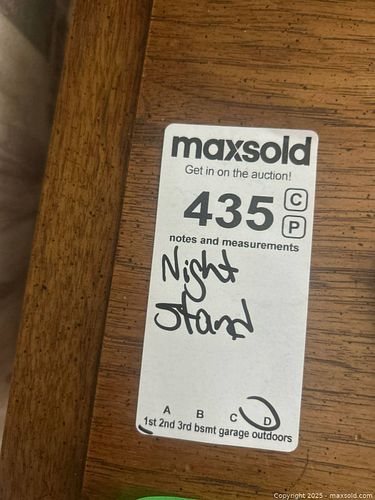 maxsold
Get in on the auction!
435 C
P
notes and measurements
Night
Stand
A B C D
1st 2nd 3rd bsmt garage outdoors
Copyright 2025 - maxsold.com